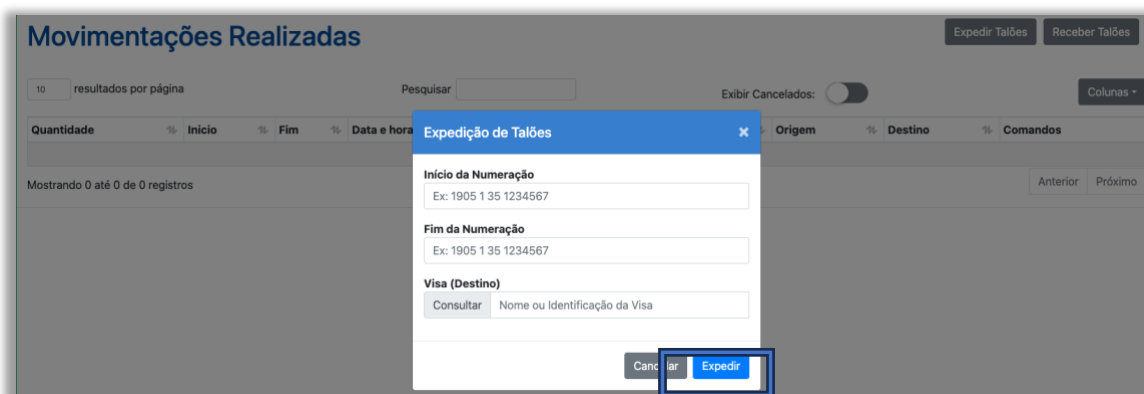 Movimentações Realizadas
Expedir Talões Receber Talões
10 resultados por página Pesquisar Exibir Cancelados: Colunas
Quantidade Inicio Fim Data e hora Origem Destino Comandos
Mostrando 0 até 0 de 0 registros
Anterior Próximo
Expedição de Talões ×
Início da Numeração
Ex: 1905 1 35 1234567
Fim da Numeração
Ex: 1905 1 35 1234567
Visa (Destino)
Consultar Nome ou Identificação da Visa
Cancelar Expedir